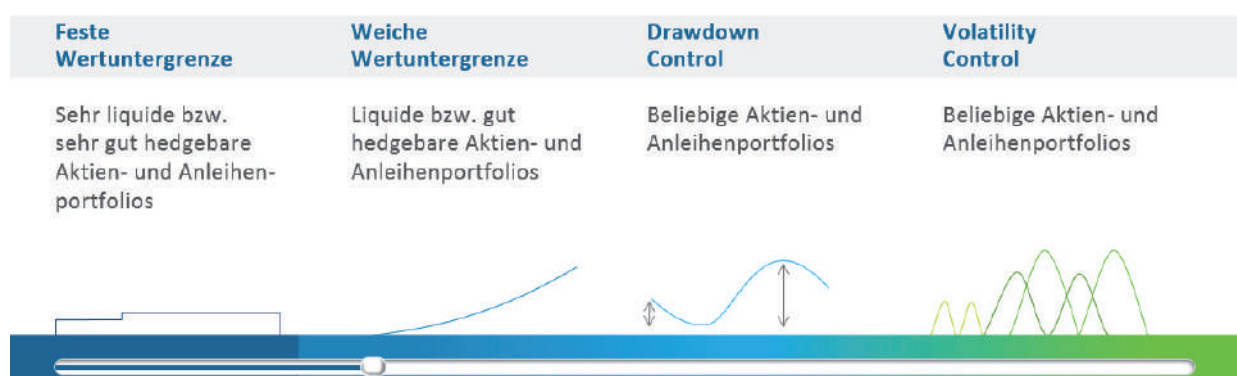 Feste
Wertuntergrenze
Weiche
Wertuntergrenze
Drawdown
Control
Volatility
Control
Sehr liquide bzw.
sehr gut hedgebare
Aktien- und Anleihen-
portfolios
Liquide bzw. gut
hedgebare Aktien- und
Anleihenportfolios
Beliebige Aktien- und
Anleihenportfolios
Beliebige Aktien- und
Anleihenportfolios